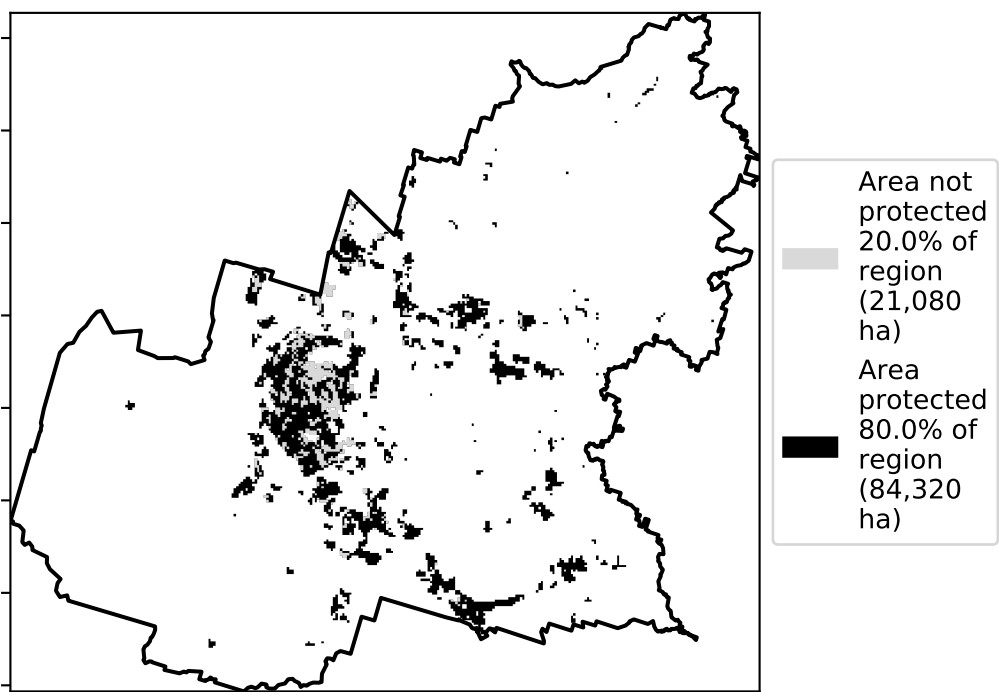 Area not
protected
20.0% of
region
(21,080
ha)
Area
protected
80.0% of
region
(84,320
ha)